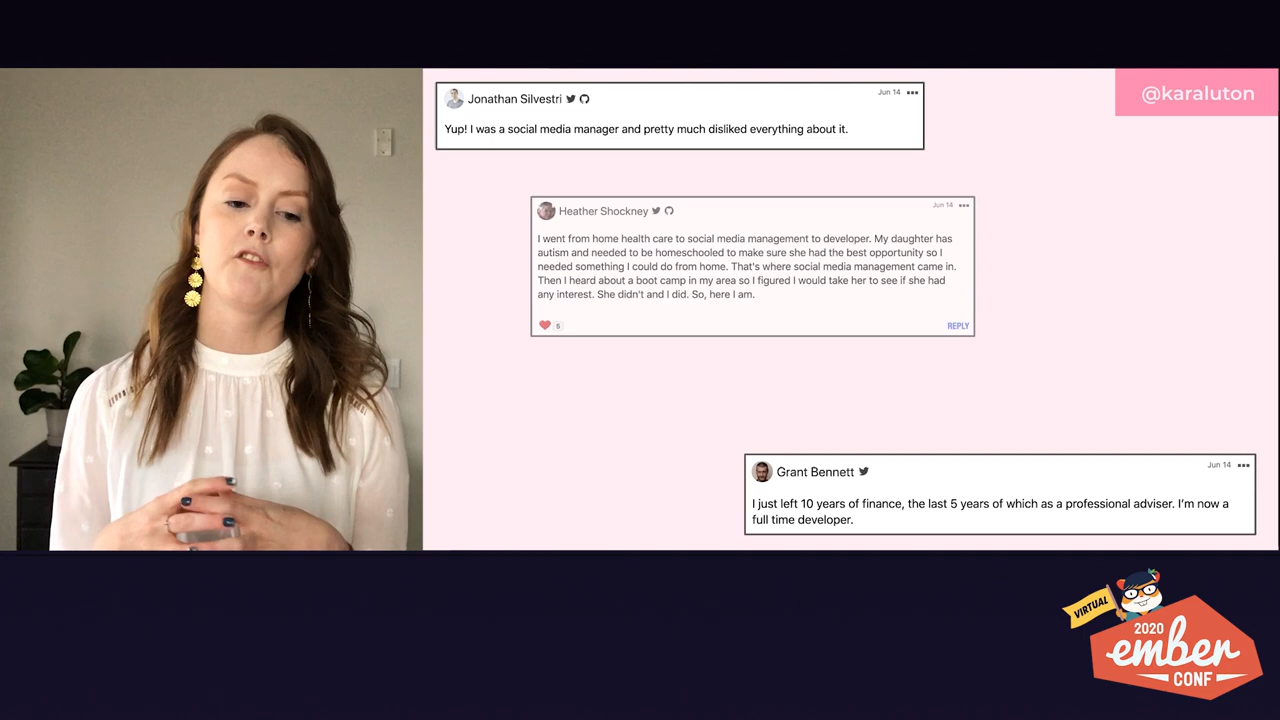 @karaluton
Jonathan Silvestri
Jun 14
Yup! I was a social media manager and pretty much disliked everything about it.
Heather Shockney
Jun 14
I went from home health care to social media management to developer. My daughter has
autism and needed to be homeschooled to make sure she had the best opportunity so I
needed something I could do from home. That's where social media management came in.
Then I heard about a boot camp in my area so I figured I would take her to see if she had
any interest. She didn't and I did. So, here I am.
6
REPLY
Grant Bennett
Jun 14
I just left 10 years of finance, the last 5 years of which as a professional adviser. I'm now a
full time developer.
VIRTUAL
2020
ember
CONF